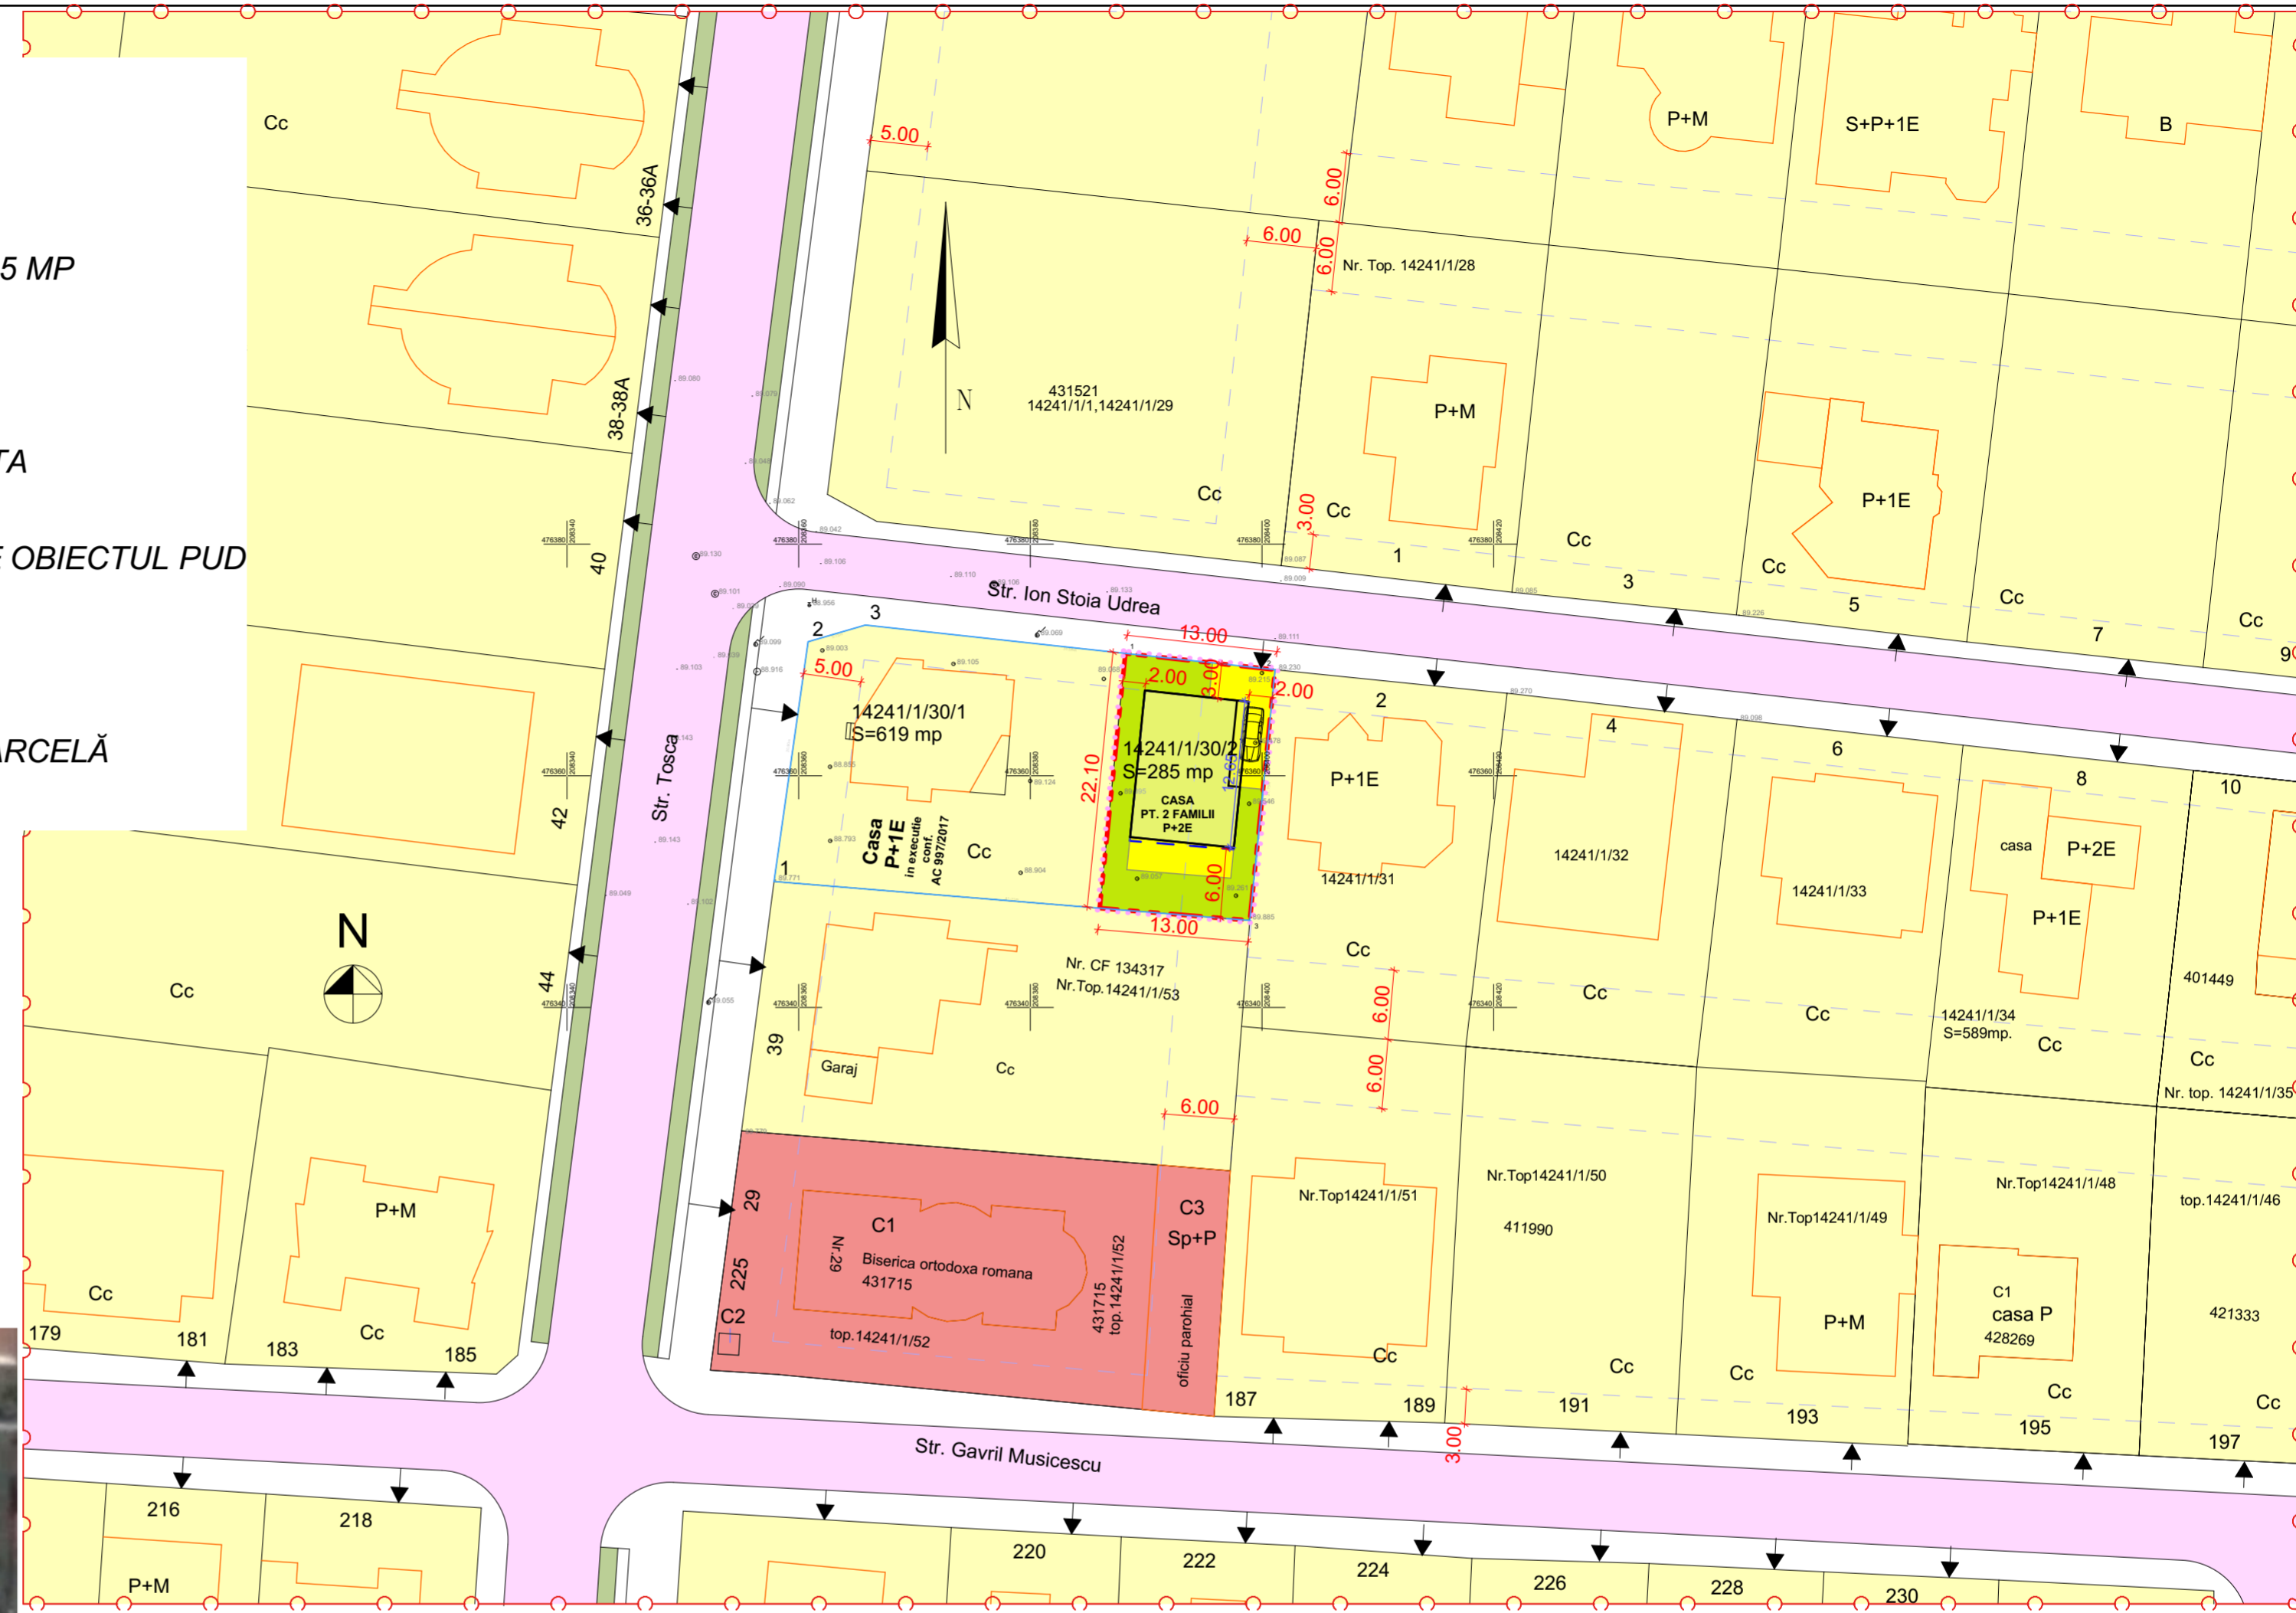 5 MP
TA
E OBIECTUL PUD
ARCELĂ
Cc
36-36A
38-38A
40
42
44
N
Cc
P+M
Cc
179
181
183
Cc
185
216
218
P+M
Str. Tosca
5.00
431521
14241/1/1,14241/1/29
N
Cc
6.00
6.00
6.00
Nr. Top. 14241/1/28
P+M
S+P+1E
B
P+M
P+1E
3.00
Cc
1
Cc
3
Cc
5
Cc
7
Cc
9
Str. Ion Stoia Udrea
2
3
5.00
14241/1/30/1
S=619 mp
Casa
P+1E
in executie
conf.
AC 997/2017
Cc
1
13.00
2.00
3.00
2.00
22.10
14241/1/30/2
S=285 mp
CASA
PT. 2 FAMILII
P+2E
6.00
13.00
2
P+1E
14241/1/31
Cc
4
14241/1/32
Cc
6
14241/1/33
Cc
8
casa
P+2E
P+1E
14241/1/34
S=589mp.
Cc
10
401449
Cc
Nr. top. 14241/1/35
Nr. CF 134317
Nr.Top.14241/1/53
39
Garaj
Cc
6.00
6.00
6.00
29
225
C1
Nr.29
Biserica ortodoxa romana
431715
C2
top.14241/1/52
431715
top.14241/1/52
C3
Sp+P
oficiu parohial
Nr.Top14241/1/51
Cc
187
189
Nr.Top14241/1/50
411990
Cc
191
3.00
Nr.Top14241/1/49
P+M
Cc
193
Nr.Top14241/1/48
C1
casa P
428269
Cc
195
top.14241/1/46
421333
Cc
197
Str. Gavril Musicescu
220
222
224
226
228
230